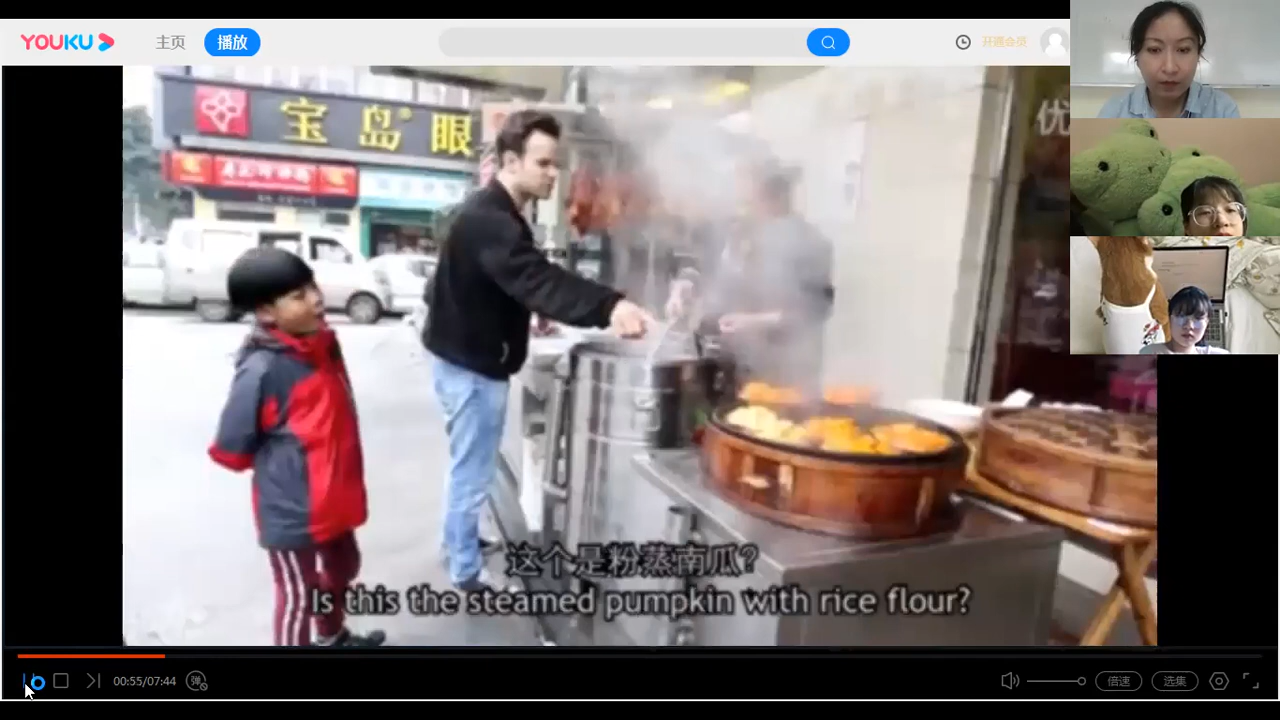 YOUKU
主页
播放
开通会员
宝岛眼
优
这个是粉蒸南瓜?
Is this the steamed pumpkin with rice flour?
00:55/07:44
弹
倍速
选集